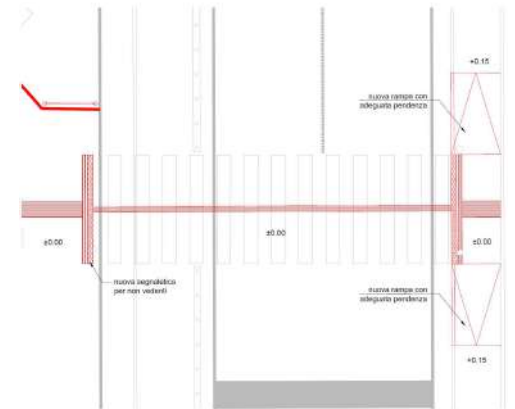 +0.15
nuova rampa con
adeguata pendenza
±0.00
±0.00
±0.00
nuova segnaletica
per non vedenti
nuova rampa con
adeguata pendenza
+0.15